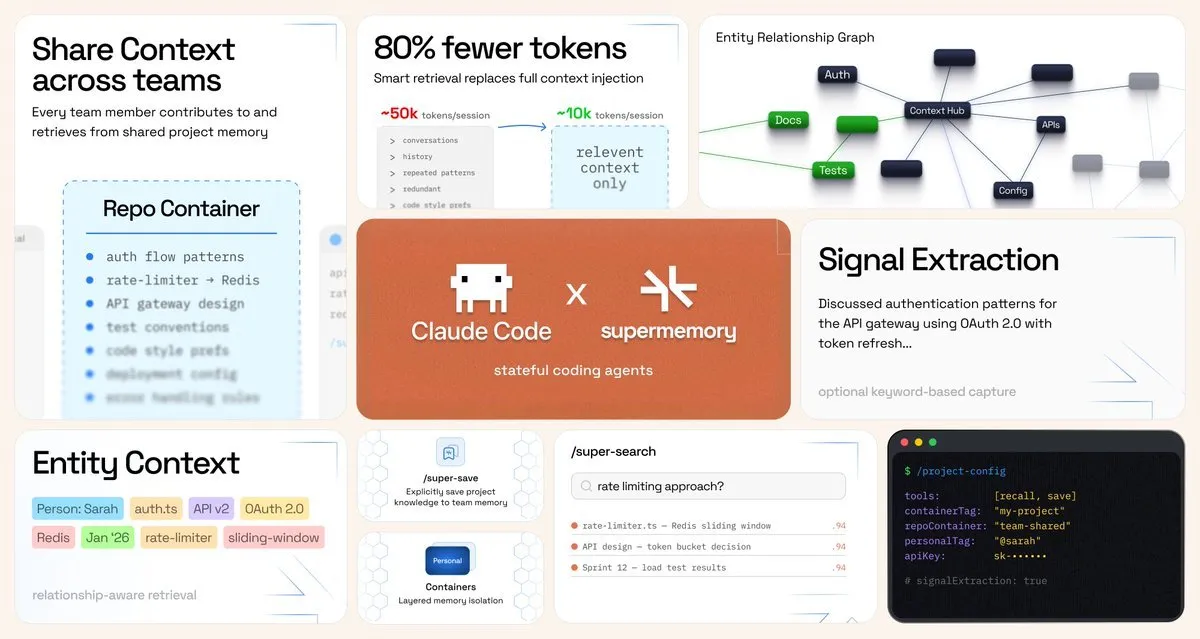 Share Context
across teams
Every team member contributes to and
retrieves from shared project memory
Repo Container
auth flow patterns
rate-limiter → Redis
API gateway design
test conventions
code style prefs
deployment config
error handling rules
80% fewer tokens
Smart retrieval replaces full context injection
~50k tokens/session
~10k tokens/session
> conversations
> history
> repeated patterns
> redundant
> code style prefs
relevent
context
only
Entity Relationship Graph
Auth
Context Hub
Docs
APIs
Tests
Config
Claude Code
x
supermemory
stateful coding agents
Signal Extraction
Discussed authentication patterns for
the API gateway using OAuth 2.0 with
token refresh...
optional keyword-based capture
Entity Context
Person: Sarah auth.ts API v2 OAuth 2.0
Redis Jan '26 rate-limiter sliding-window
relationship-aware retrieval
/super-save
Explicitly save project
knowledge to team memory
Personal
Containers
Layered memory isolation
/super-search
rate limiting approach?
rate-limiter.ts — Redis sliding window .94
API design — token bucket decision .94
Sprint 12 — load test results .94
$ /project-config
tools: [recall, save]
containerTag: "my-project"
repoContainer: "team-shared"
personalTag: "@sarah"
apiKey: sk-••••••
# signalExtraction: true